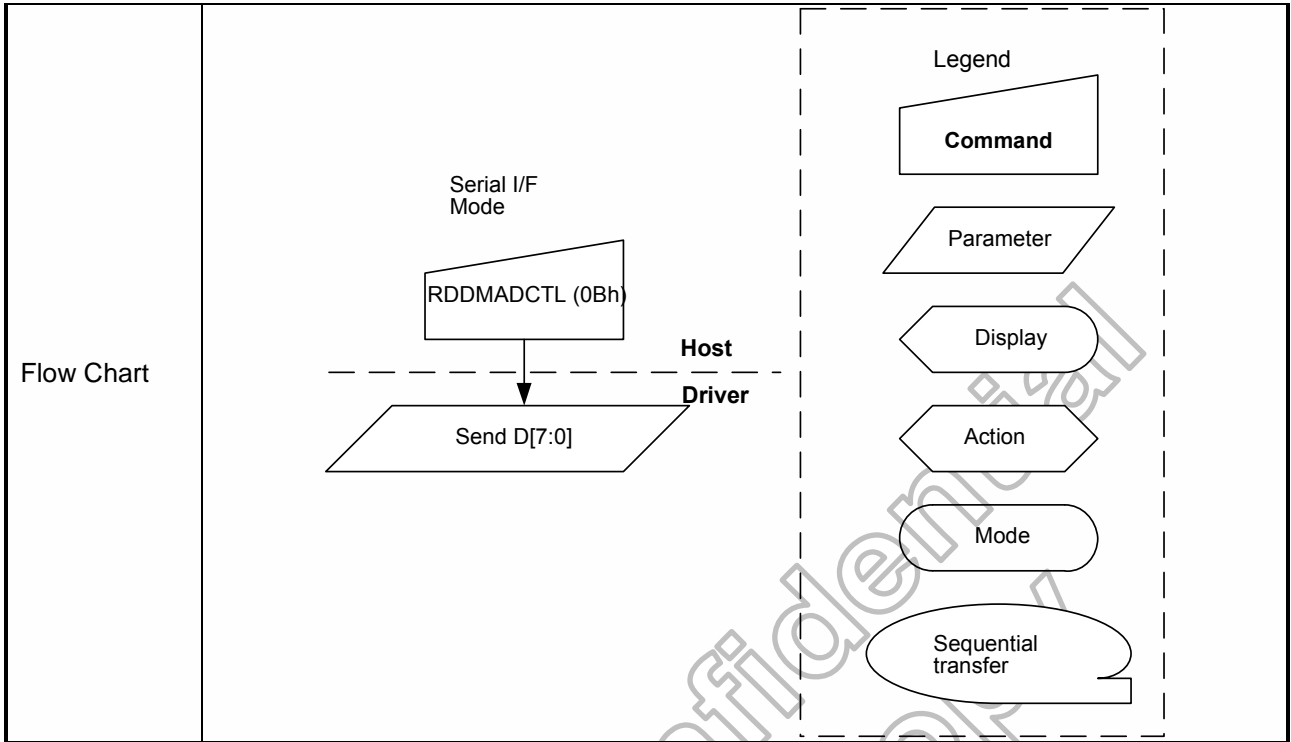 Flow Chart
Serial I/F
Mode
RDDMADCTL (0Bh)
Host
Driver
Send D[7:0]
Legend
Command
Parameter
Display
Action
Mode
Sequential
transfer